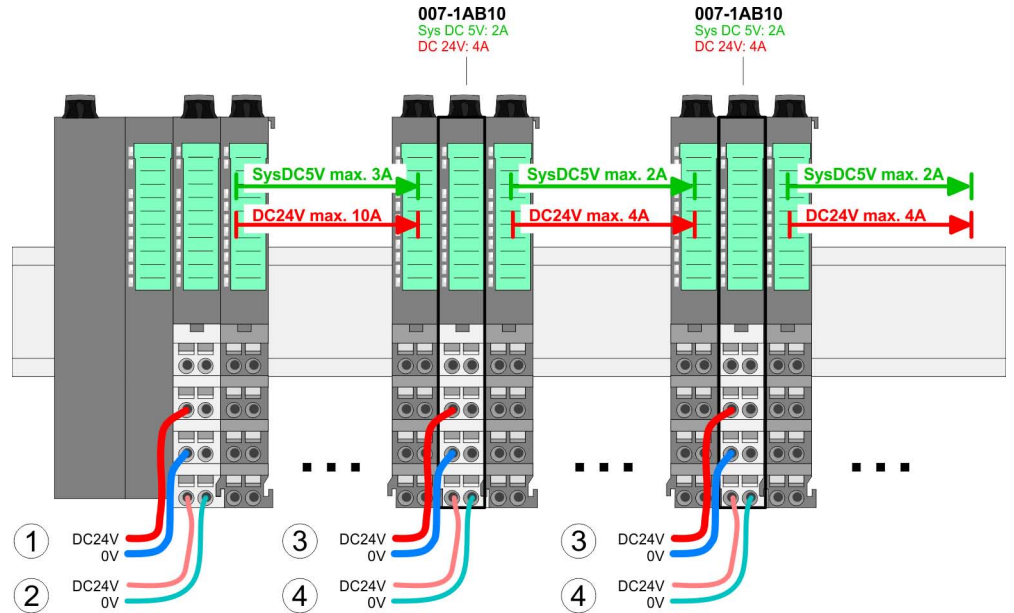 007-1AB10
Sys DC 5V: 2A
DC 24V: 4A
007-1AB10
Sys DC 5V: 2A
DC 24V: 4A
SysDC5V max. 3A
SysDC5V max. 2A
SysDC5V max. 2A
DC24V max. 10A
DC24V max. 4A
DC24V max. 4A
1
DC24V
0V
3
DC24V
0V
3
DC24V
0V
2
DC24V
0V
4
DC24V
0V
4
DC24V
0V